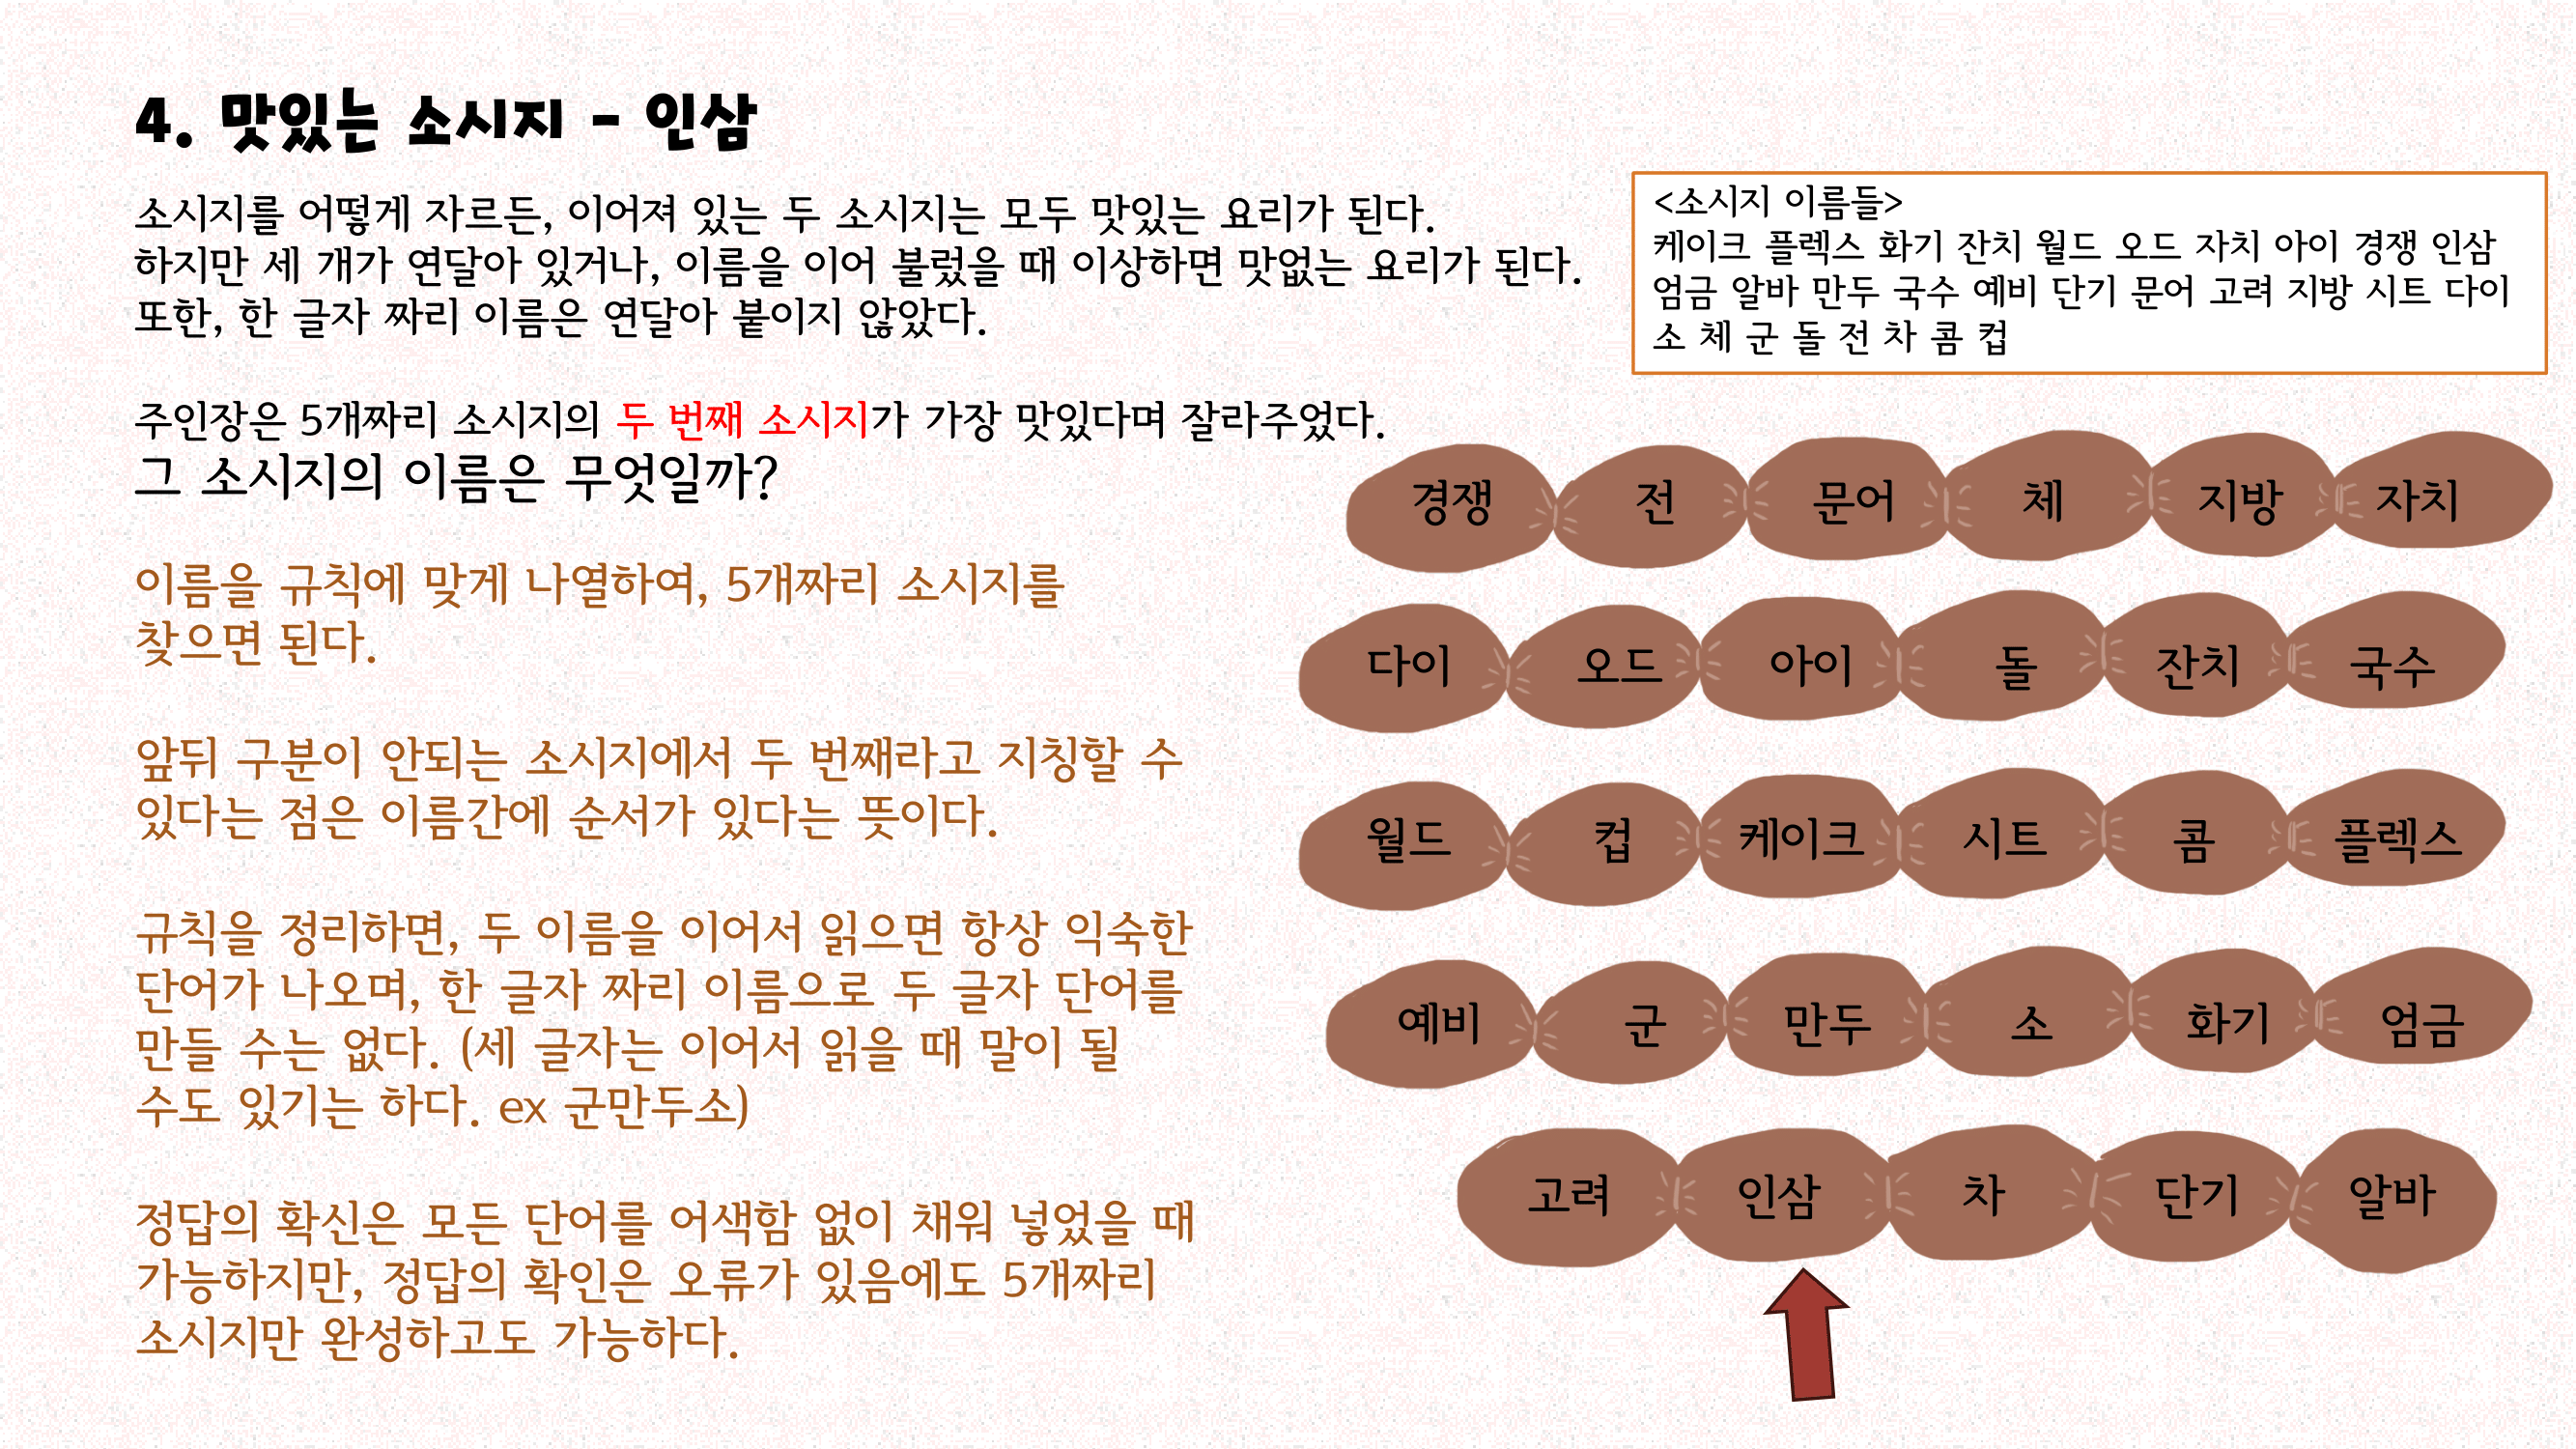 4. 맛있는 소시지 - 인삼
소시지를 어떻게 자르든, 이어져 있는 두 소시지는 모두 맛있는 요리가 된다.
하지만 세 개가 연달아 있거나, 이름을 이어 불렀을 때 이상하면 맛없는 요리가 된다.
또한, 한 글자 짜리 이름은 연달아 붙이지 않았다.
주인장은 5개짜리 소시지의 두 번째 소시지가 가장 맛있다며 잘라주었다.
그 소시지의 이름은 무엇일까?
이름을 규칙에 맞게 나열하여, 5개짜리 소시지를
찾으면 된다.
앞뒤 구분이 안되는 소시지에서 두 번째라고 지칭할 수
있다는 점은 이름간에 순서가 있다는 뜻이다.
규칙을 정리하면, 두 이름을 이어서 읽으면 항상 익숙한
단어가 나오며, 한 글자 짜리 이름으로 두 글자 단어를
만들 수는 없다. (세 글자는 이어서 읽을 때 말이 될
수도 있기는 하다. ex 군만두소)
정답의 확신은 모든 단어를 어색함 없이 채워 넣었을 때
가능하지만, 정답의 확인은 오류가 있음에도 5개짜리
소시지만 완성하고도 가능하다.
<소시지 이름들>
케이크 플렉스 화기 잔치 월드 오드 자치 아이 경쟁 인삼
엄금 알바 만두 국수 예비 단기 문어 고려 지방 시트 다이
소 체 군 돌 전 차 콤 컵
경쟁 전 문어 체 지방 자치
다이 오드 아이 돌 잔치 국수
월드 컵 케이크 시트 콤 플렉스
예비 군 만두 소 화기 엄금
고려 인삼 차 단기 알바